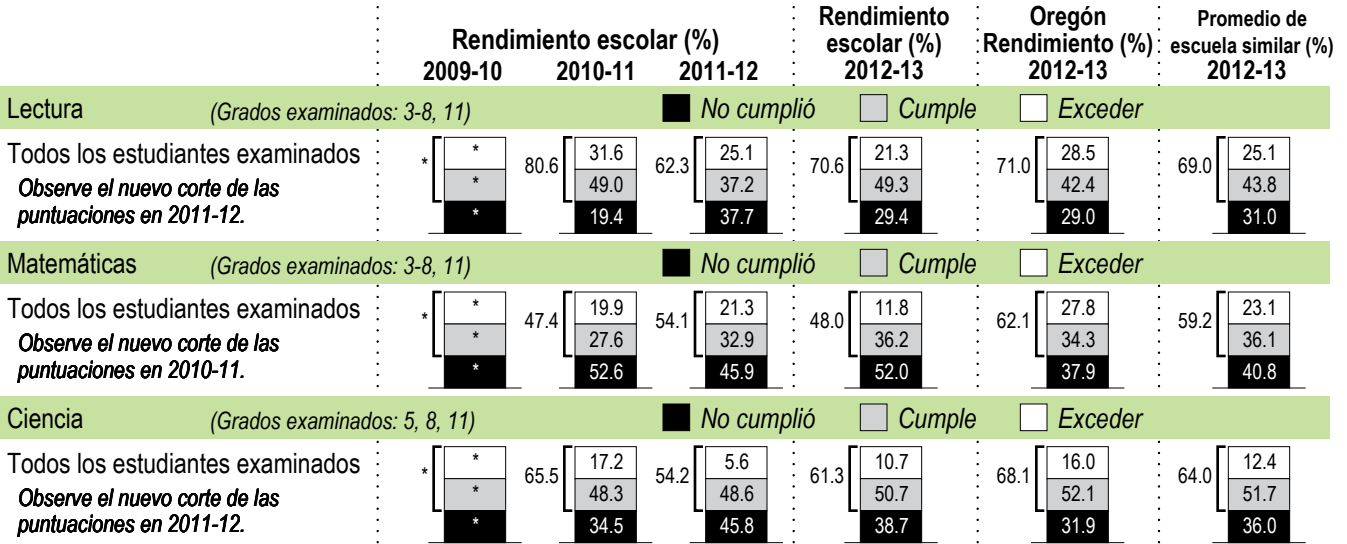 Rendimiento escolar (%)
2009-10 2010-11 2011-12
Rendimiento
escolar (%)
2012-13
Oregón
Rendimiento (%)
2012-13
Promedio de
escuela similar (%)
2012-13
Lectura (Grados examinados: 3-8, 11) No cumplió Cumple Exceder
Todos los estudiantes examinados
Observe el nuevo corte de las
puntuaciones en 2011-12.
* * 80.6 31.6 62.3 25.1 70.6 21.3 71.0 28.5 69.0 25.1
* 49.0 37.2 49.3 42.4 43.8
* 19.4 37.7 29.4 29.0 31.0
Matemáticas (Grados examinados: 3-8, 11) No cumplió Cumple Exceder
Todos los estudiantes examinados
Observe el nuevo corte de las
puntuaciones en 2010-11.
* * 47.4 19.9 54.1 21.3 48.0 11.8 62.1 27.8 59.2 23.1
* 27.6 32.9 36.2 34.3 36.1
* 52.6 45.9 52.0 37.9 40.8
Ciencia (Grados examinados: 5, 8, 11) No cumplió Cumple Exceder
Todos los estudiantes examinados
Observe el nuevo corte de las
puntuaciones en 2011-12.
* * 65.5 17.2 54.2 5.6 61.3 10.7 68.1 16.0 64.0 12.4
* 48.3 48.6 50.7 52.1 51.7
* 34.5 45.8 38.7 31.9 36.0